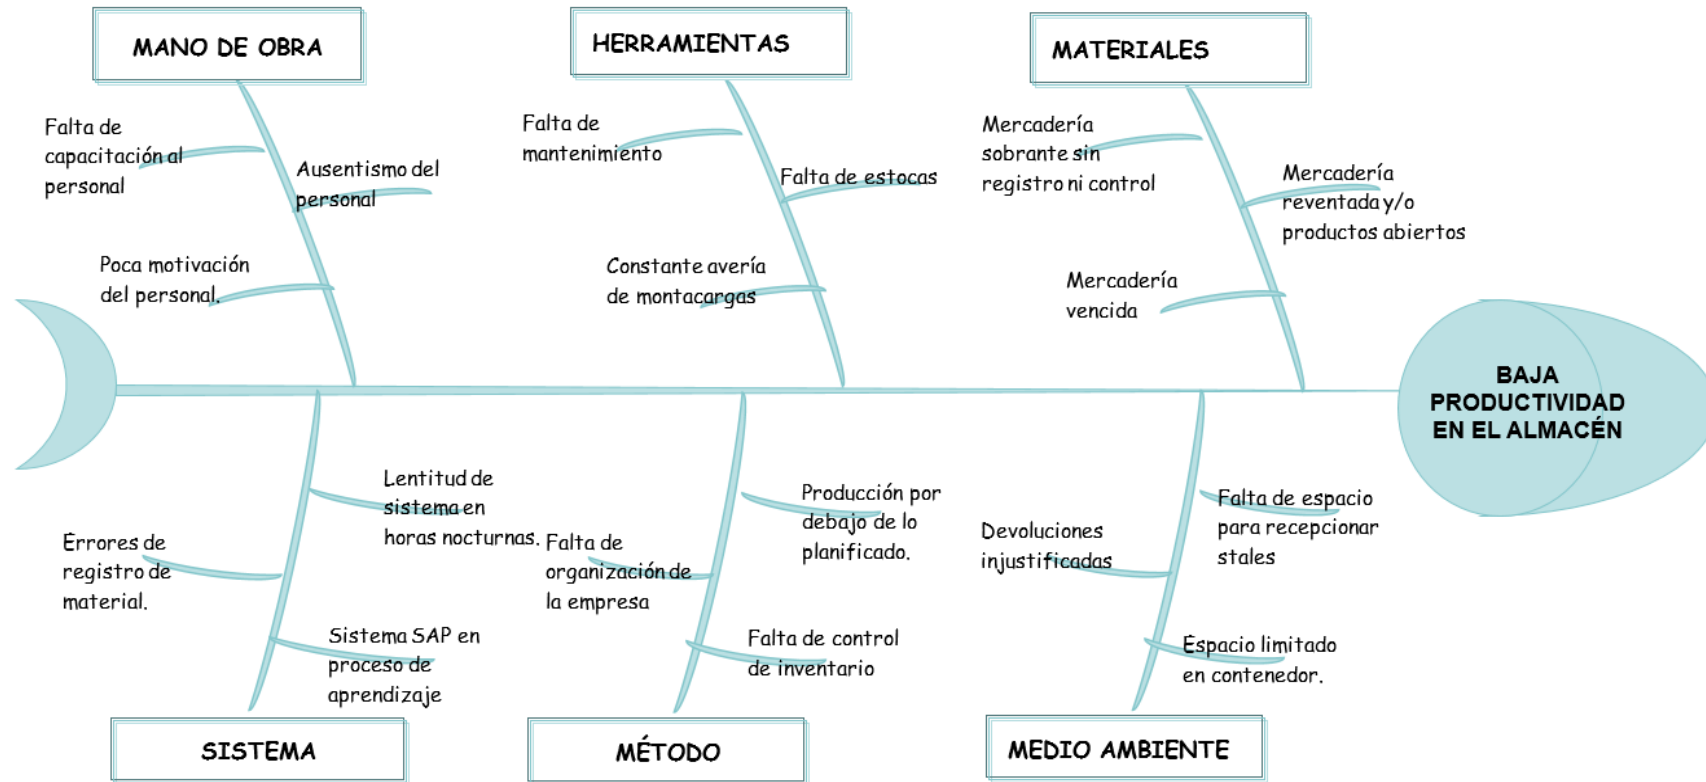 MANO DE OBRA
HERRAMIENTAS
MATERIALES
Falta de
capacitación al
personal
Ausentismo del
personal
Poca motivación
del personal.
Falta de
mantenimiento
Falta de estocas
Constante avería
de montacargas
Mercadería
sobrante sin
registro ni control
Mercadería
reventada y/o
productos abiertos
Mercadería
vencida
BAJA
PRODUCTIVIDAD
EN EL ALMACÉN
Lentitud de
sistema en
horas nocturnas.
Errores de
registro de
material.
Sistema SAP en
proceso de
aprendizaje
Producción por
debajo de lo
planificado.
Falta de
organización de
la empresa
Falta de control
de inventario
Falta de espacio
para recepcionar
stales
Devoluciones
injustificadas
Espacio limitado
en contenedor.
SISTEMA
MÉTODO
MEDIO AMBIENTE